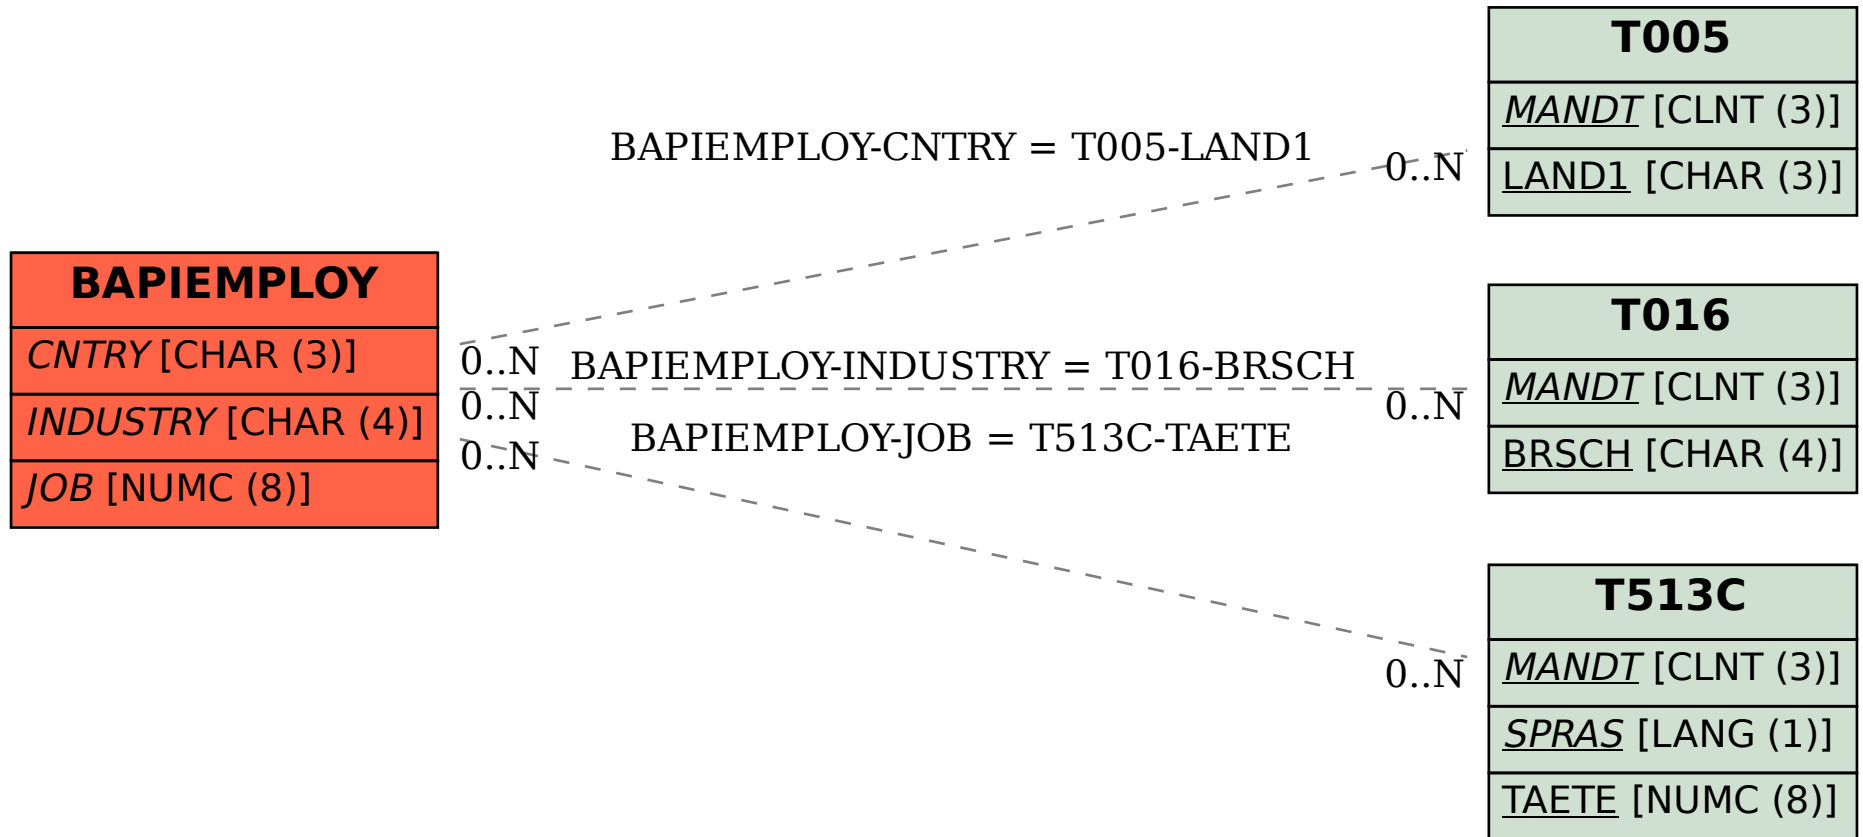 BAPIEMPLOY
CNTRY [CHAR (3)]
INDUSTRY [CHAR (4)]
JOB [NUMC (8)]
BAPIEMPLOY-CNTRY = T005-LAND1
0..N
0..N
BAPIEMPLOY-INDUSTRY = T016-BRSCH
0..N
0..N
BAPIEMPLOY-JOB = T513C-TAETE
0..N
0..N
T005
MANDT [CLNT (3)]
LAND1 [CHAR (3)]
T016
MANDT [CLNT (3)]
BRSCH [CHAR (4)]
T513C
MANDT [CLNT (3)]
SPRAS [LANG (1)]
TAETE [NUMC (8)]